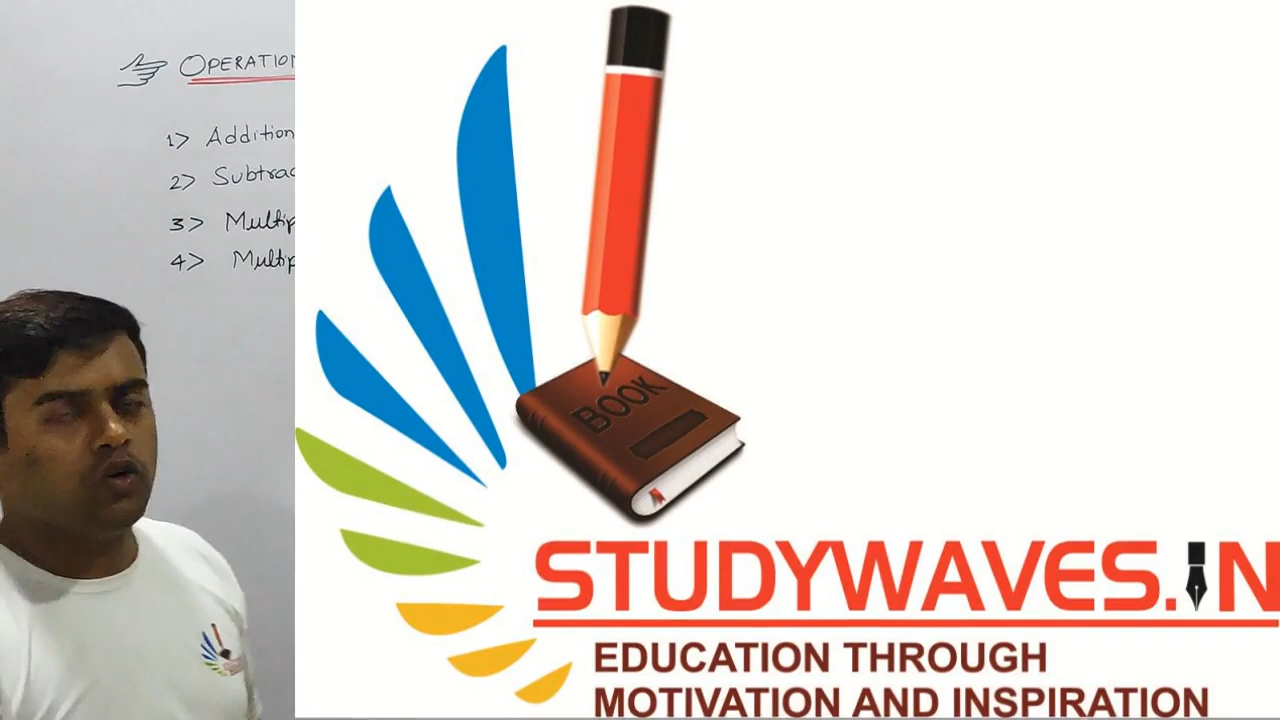 OPERATION
1> Addition
2> Subtrac
3> Multip
4> Multip
BOOK
STUDYWAVES.IN
EDUCATION THROUGH
MOTIVATION AND INSPIRATION